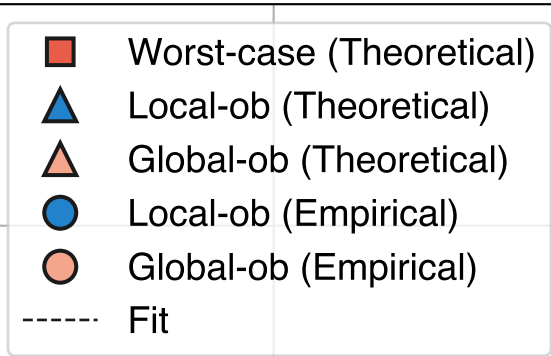 Worst-case (Theoretical)
Local-ob (Theoretical)
Global-ob (Theoretical)
Local-ob (Empirical)
Global-ob (Empirical)
Fit